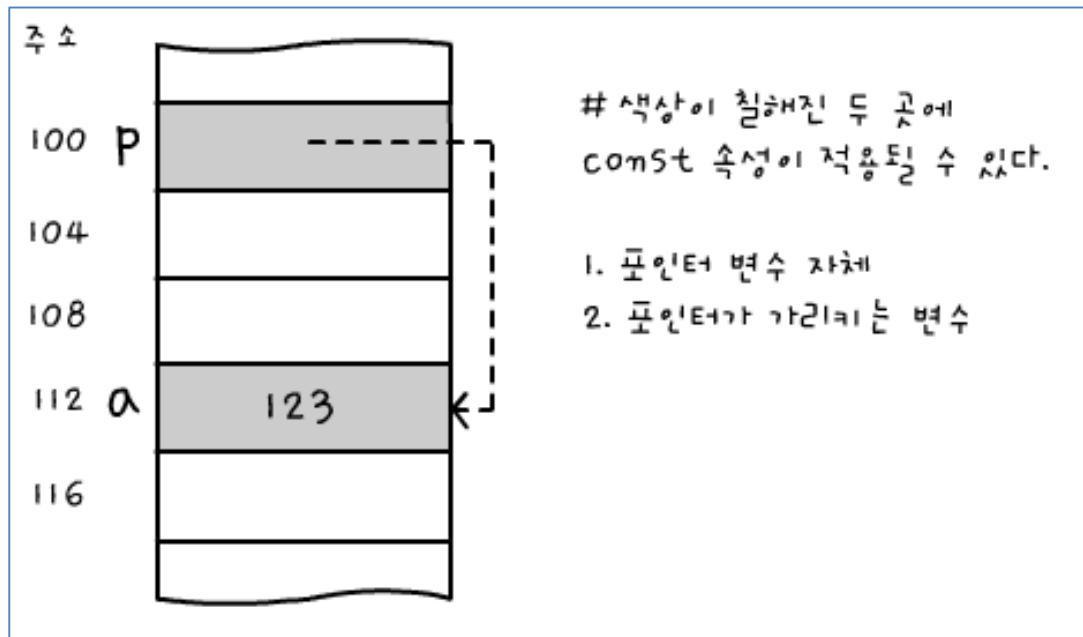 주소
100 p
104
108
112 a 123
116
# 색상이 칠해진 두 곳에
const 속성이 적용될 수 있다.
1. 포인터 변수 자체
2. 포인터가 가리키는 변수